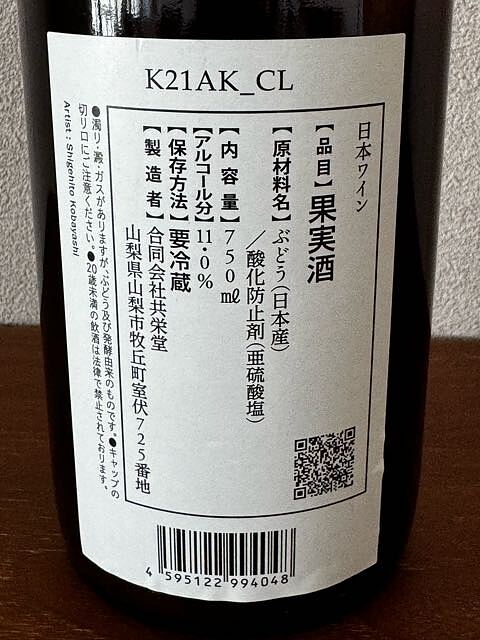 K21AK_CL
日本ワイン
【品目】果実酒
【原材料名】ぶどう(日本産)
／酸化防止剤(亜硫酸塩)
【内容量】750㎖
【アルコール分】11.0%
【保存方法】要冷蔵
【製造者】合同会社共栄堂
山梨県山梨市牧丘町室伏725番地
●濁り・澱・ガスがありますが、ぶどう及び発酵由来のものです。●キャップの
切り口にご注意ください。●20歳未満の飲酒は法律で禁止されております。
Artist : Shigehito Kobayashi
4 595122 994048